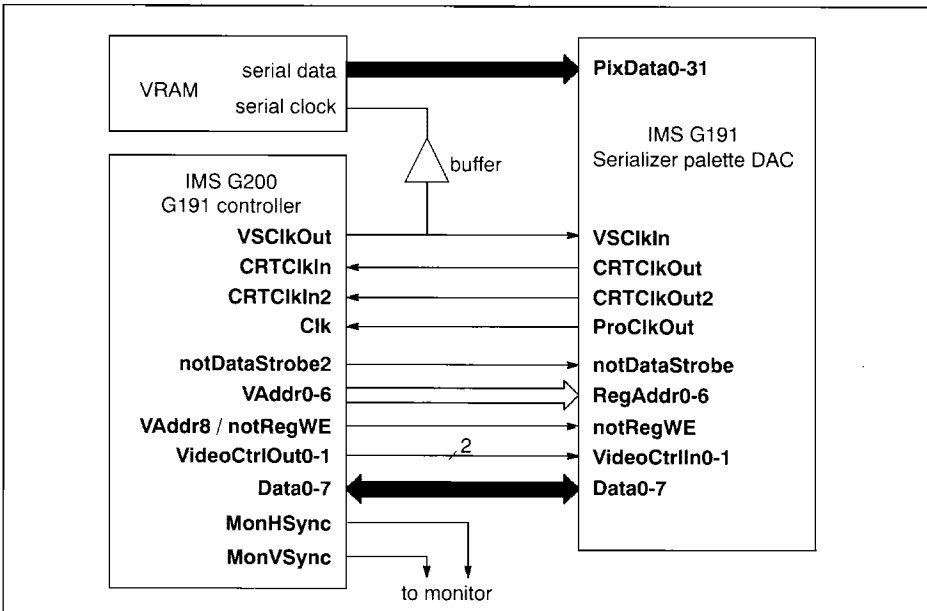 serial data
VRAM
serial clock
PixData0-31
IMS G191
Serializer palette DAC
buffer
IMS G200
G191 controller
VSClkOut
VSClkIn
CRTClkIn
CRTClkOut
CRTClkIn2
CRTClkOut2
Clk
ProClkOut
notDataStrobe2
notDataStrobe
VAddr0-6
RegAddr0-6
VAddr8 / notRegWE
notRegWE
VideoCtrlOut0-1
2
VideoCtrlIn0-1
Data0-7
Data0-7
MonHSync
MonVSync
to monitor